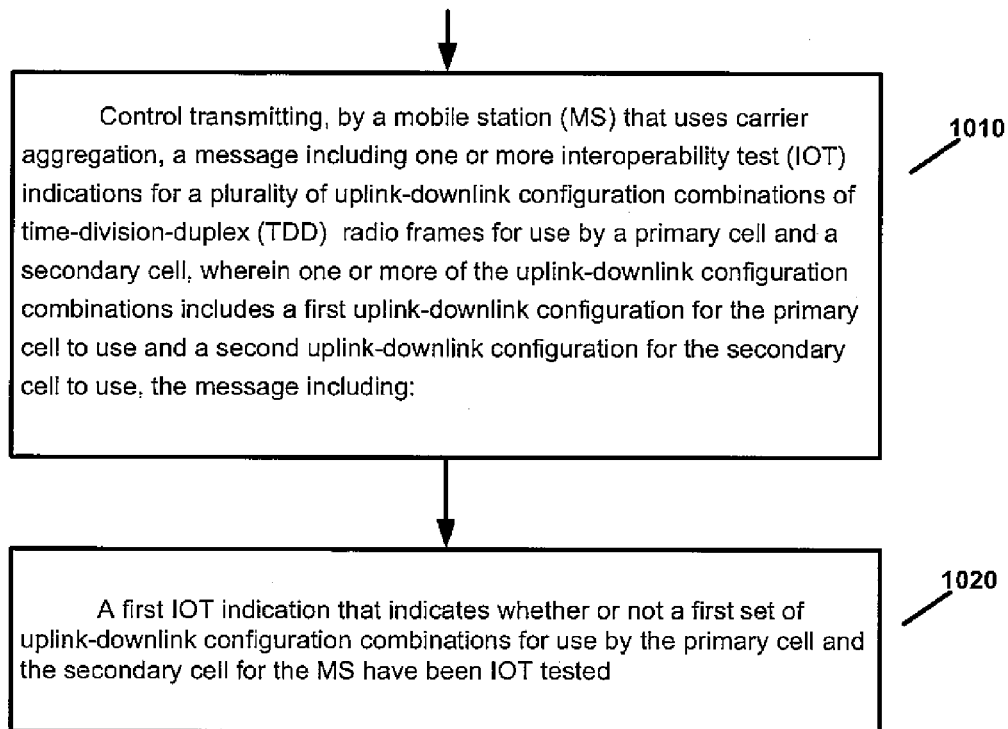 Control transmitting, by a mobile station (MS) that uses carrier
aggregation, a message including one or more interoperability test (IOT)
indications for a plurality of uplink-downlink configuration combinations of
time-division-duplex (TDD) radio frames for use by a primary cell and a
secondary cell, wherein one or more of the uplink-downlink configuration
combinations includes a first uplink-downlink configuration for the primary
cell to use and a second uplink-downlink configuration for the secondary
cell to use, the message including:
1010
A first IOT indication that indicates whether or not a first set of
uplink-downlink configuration combinations for use by the primary cell and
the secondary cell for the MS have been IOT tested
1020